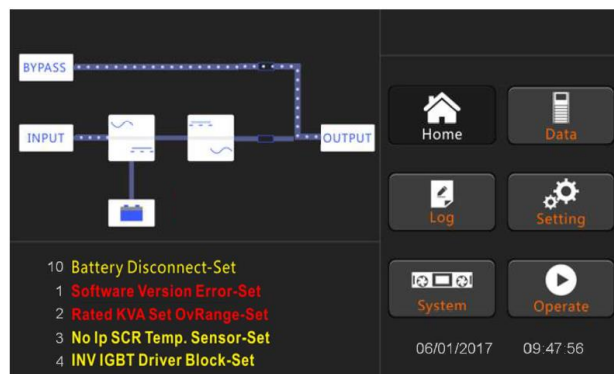 BYPASS
INPUT
OUTPUT
Home
Data
Log
Setting
System
Operate
10 Battery Disconnect-Set
1 Software Version Error-Set
2 Rated KVA Set OvRange-Set
3 No Ip SCR Temp. Sensor-Set
4 INV IGBT Driver Block-Set
06/01/2017 09:47:56